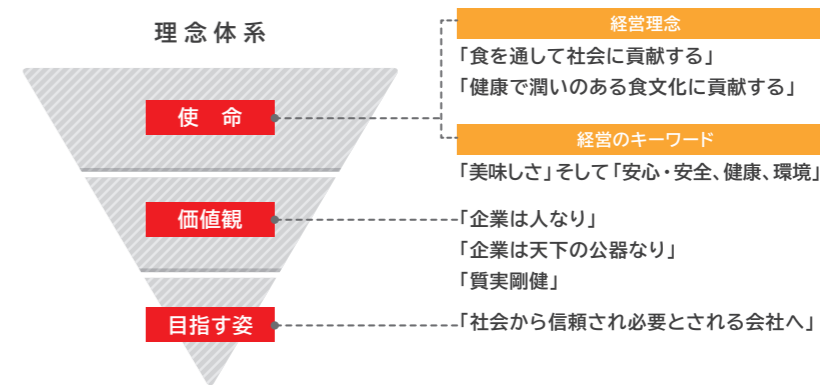 理念体系
使命
価値観
目指す姿
経営理念
「食を通して社会に貢献する」
「健康で潤いのある食文化に貢献する」
経営のキーワード
「美味しさ」そして「安心・安全、健康、環境」
「企業は人なり」
「企業は天下の公器なり」
「質実剛健」
「社会から信頼され必要とされる会社へ」